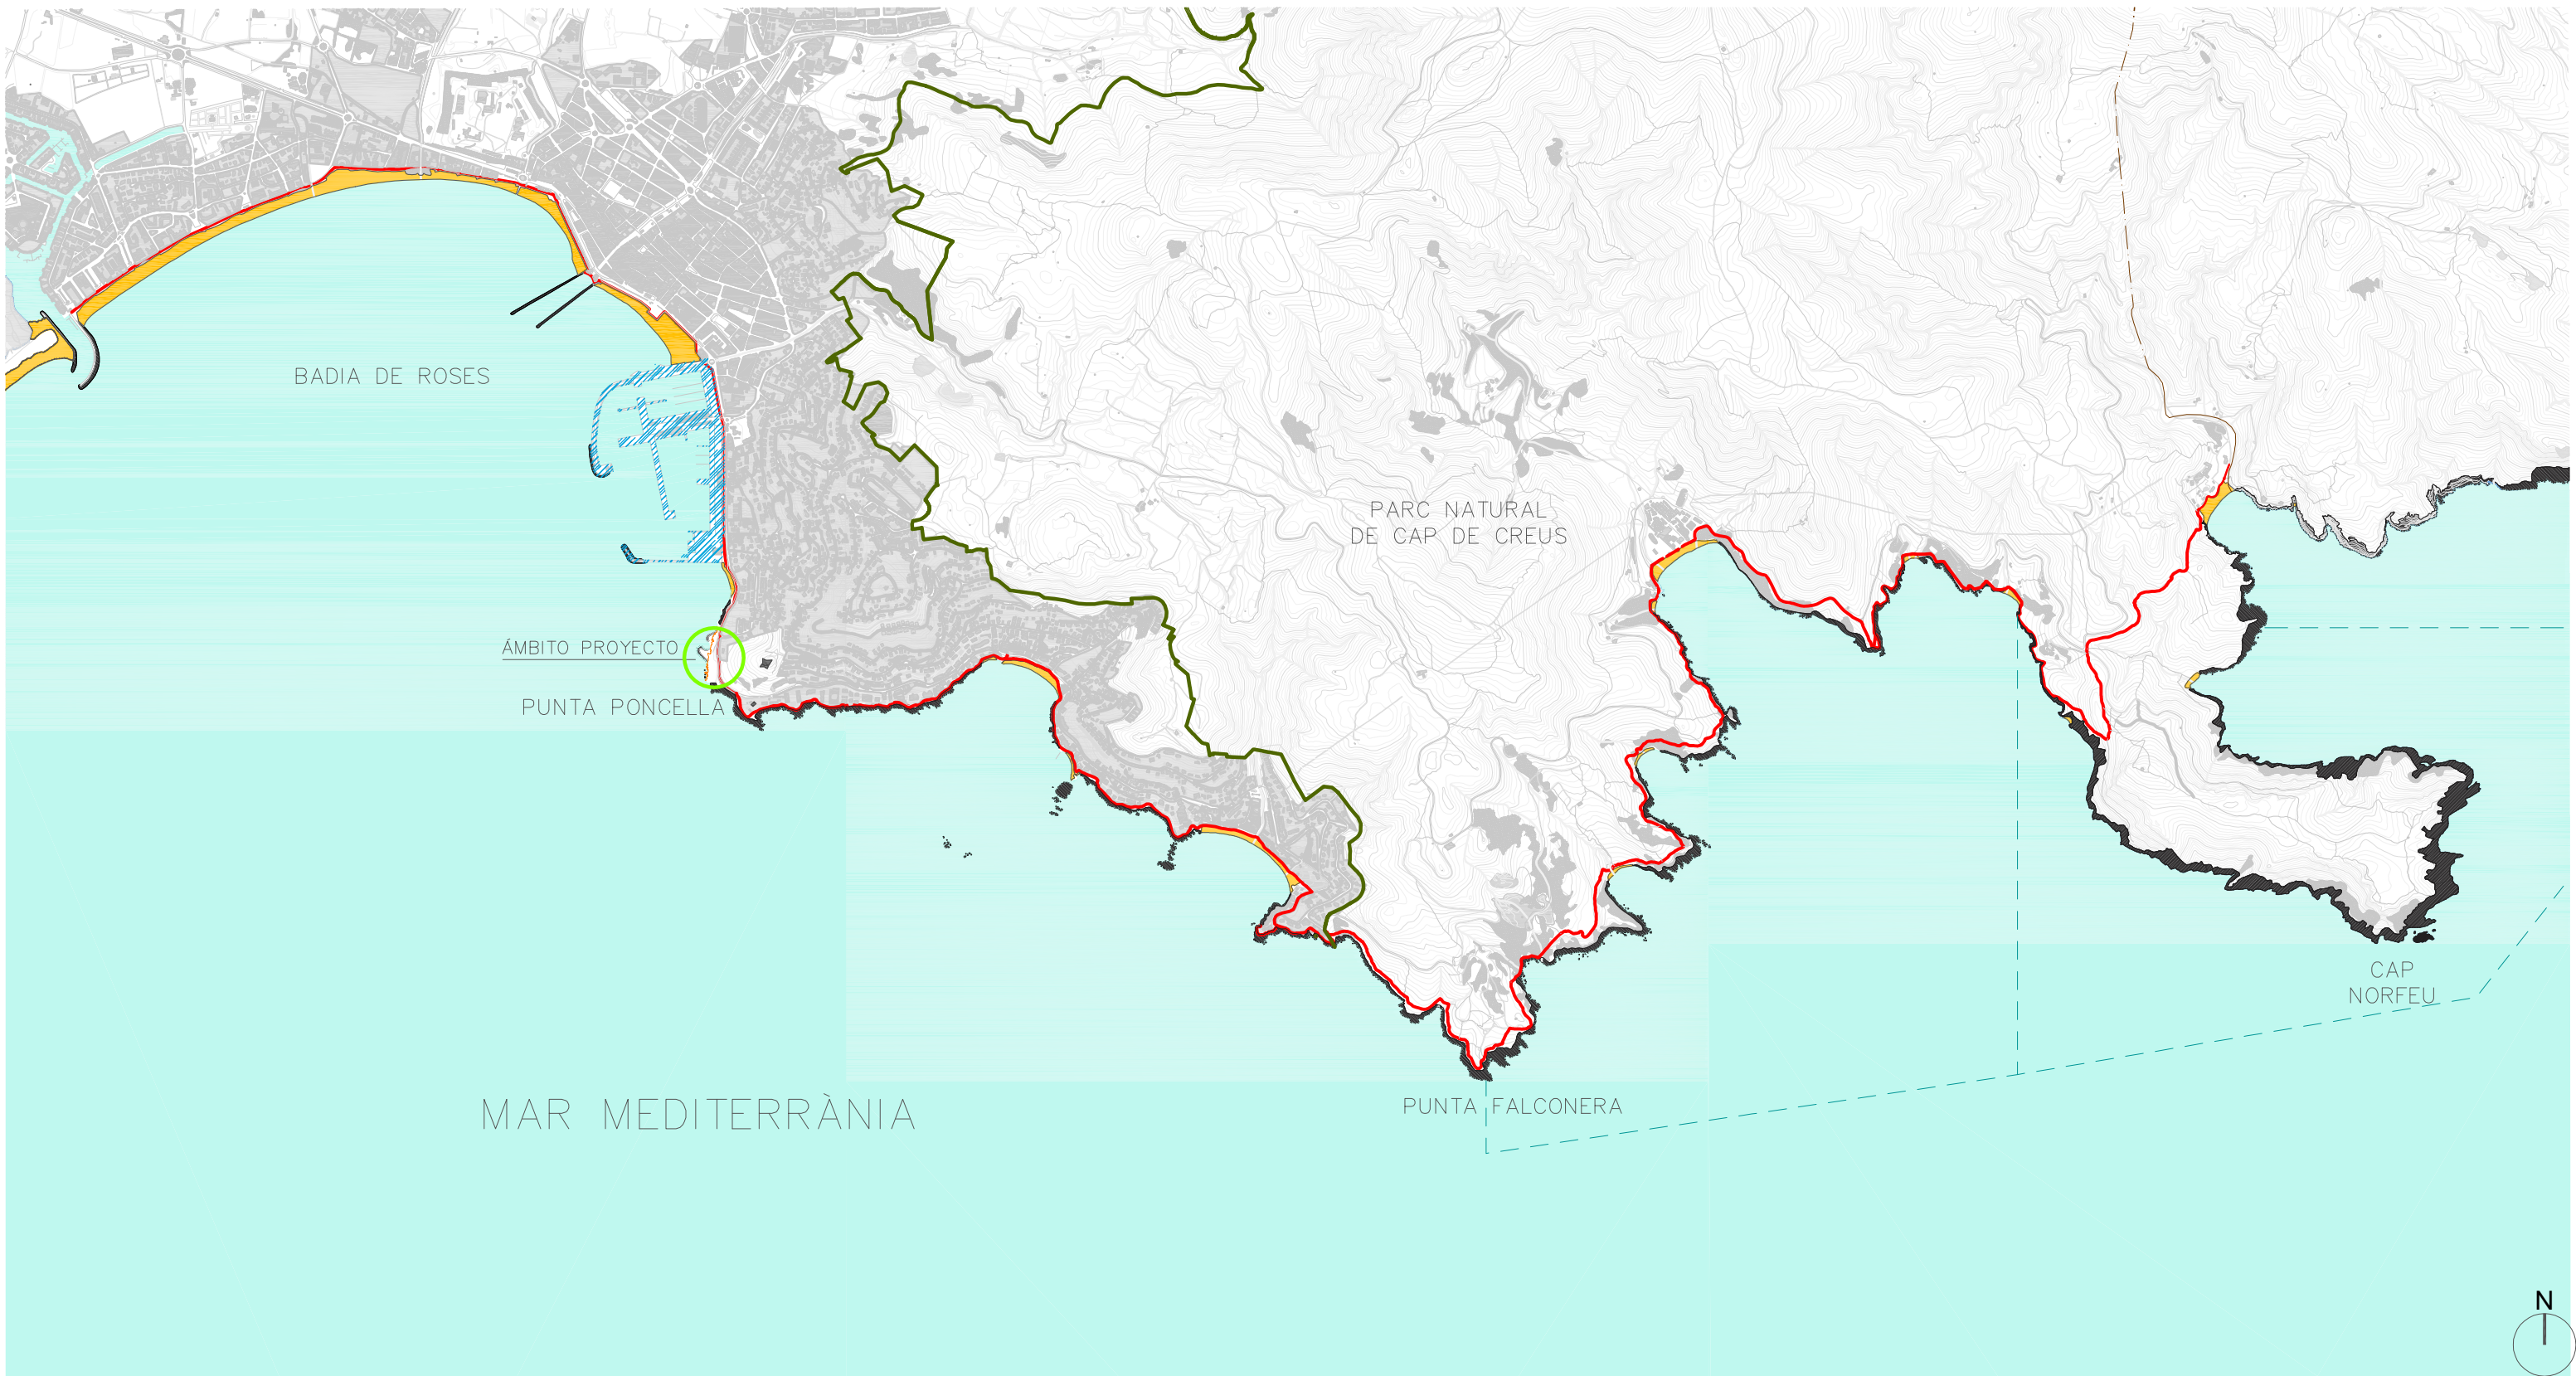 BADIA DE ROSES
PARC NATURAL
DE CAP DE CREUS
ÁMBITO PROYECTO
PUNTA PONCELLA
CAP
NORFEU
PUNTA FALCONERA
MAR MEDITERRÀNIA
N